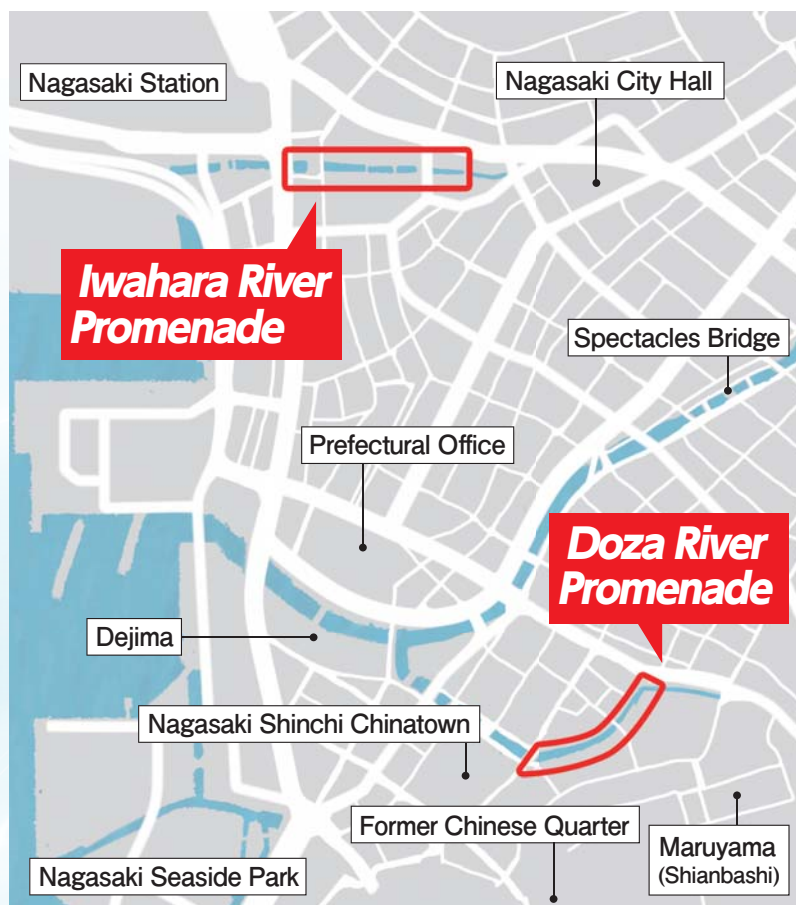 Nagasaki Station
Nagasaki City Hall
Iwahara River
Promenade
Spectacles Bridge
Prefectural Office
Doza River
Promenade
Dejima
Nagasaki Shinchi Chinatown
Former Chinese Quarter
Maruyama
(Shianbashi)
Nagasaki Seaside Park